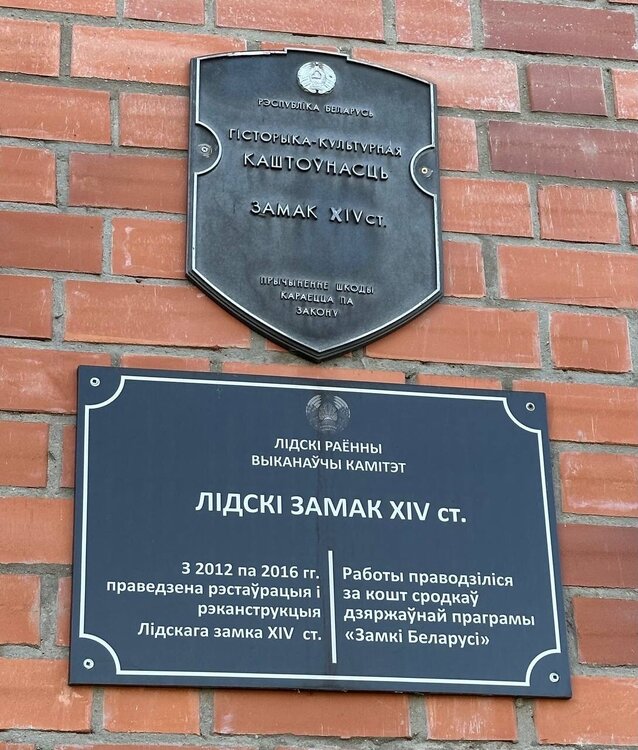 РЭСПУБЛІКА БЕЛАРУСЬ
ГІСТОРЫКА-КУЛЬТУРНАЯ
КАШТОЎНАСЦЬ
ЗАМАК XIV СТ.
ПРЫЧЫНЕННЕ ШКОДЫ
КАРАЕЦЦА ПА
ЗАКОНУ
ЛІДСКІ РАЁННЫ
ВЫКАНАЎЧЫ КАМІТЭТ
ЛІДСКІ ЗАМАК XIV ст.
З 2012 па 2016 гг.
праведзена рэстаўрацыя і
рэканструкцыя
Лідскага замка XIV ст.
Работы праводзіліся
за кошт сродкаў
дзяржаўнай праграмы
«Замкі Беларусі»